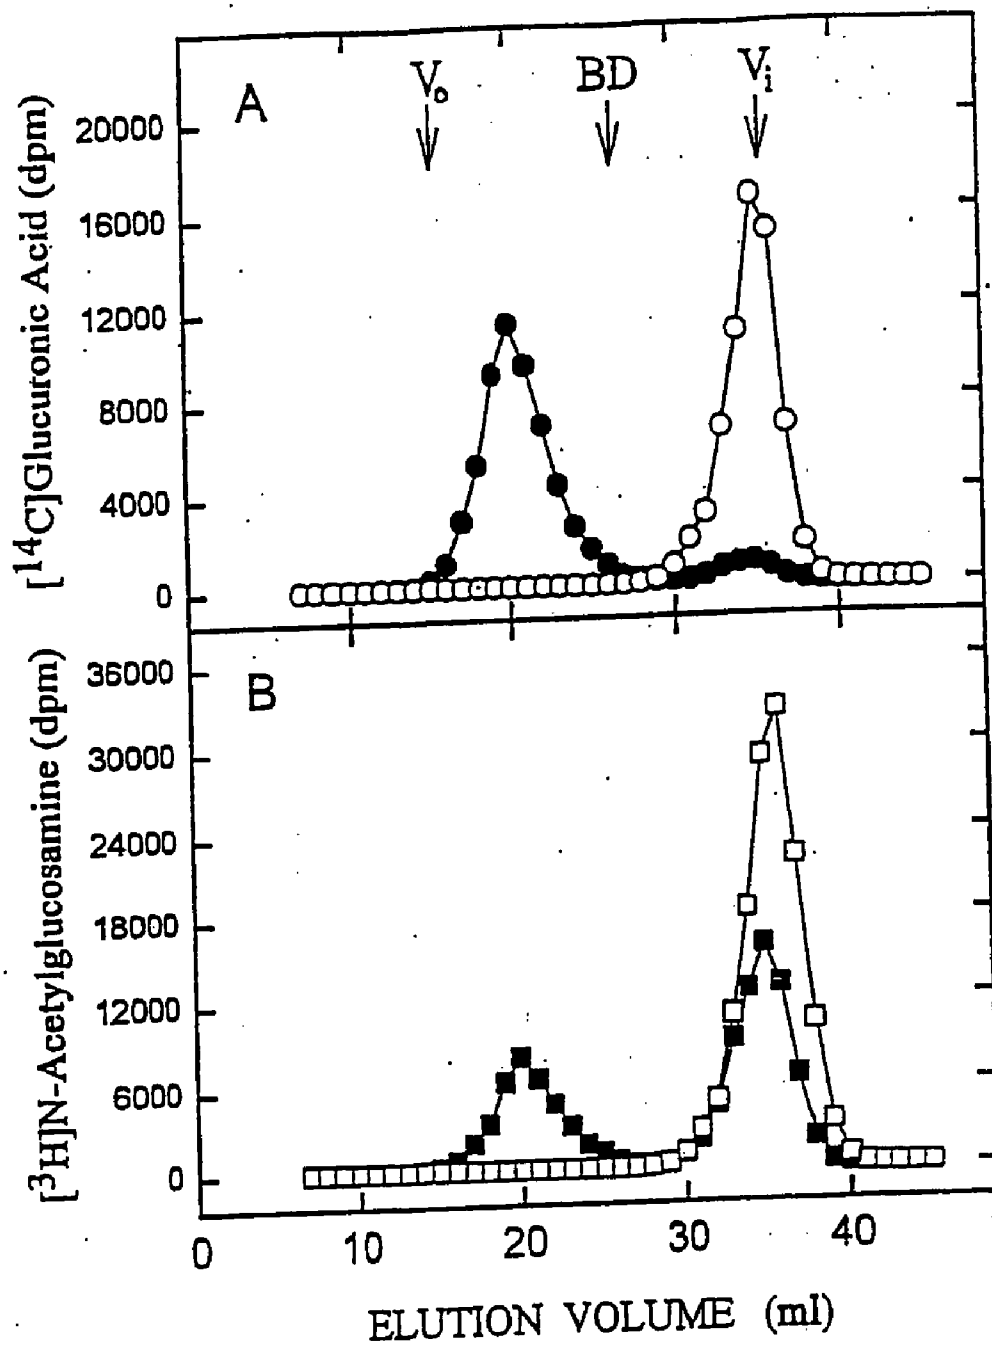 A
V₀
BD
Vᵢ
[¹⁴C]Glucuronic Acid (dpm)
20000
16000
12000
8000
4000
0
B
[³H]N-Acetylglucosamine (dpm)
36000
30000
24000
18000
12000
6000
0
0 10 20 30 40
ELUTION VOLUME (ml)